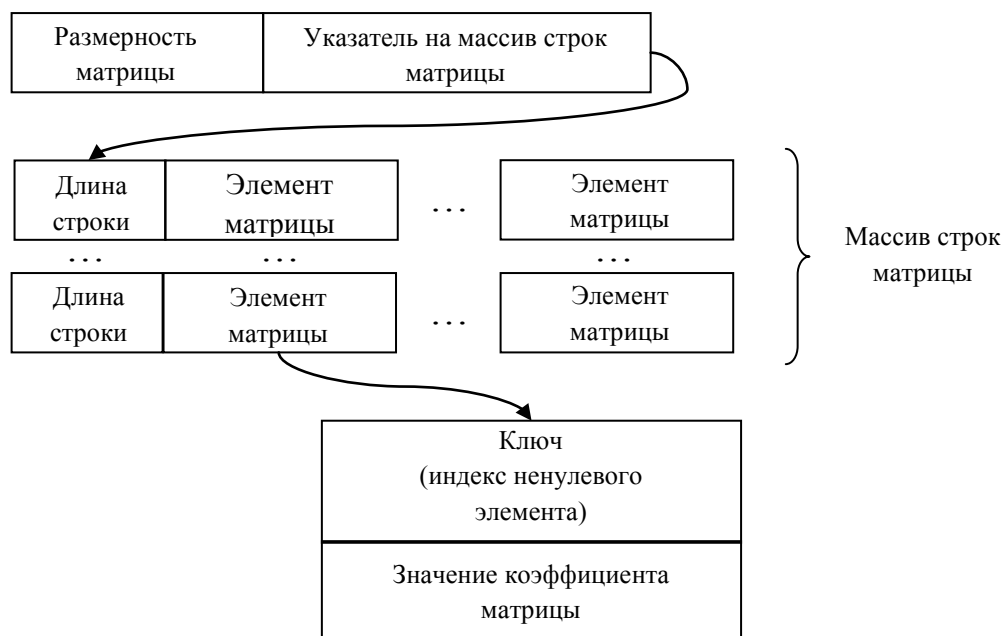 Размерность
матрицы
Указатель на массив строк
матрицы
Длина
строки
Элемент
матрицы
...
Элемент
матрицы
...
...
...
Массив строк
матрицы
Длина
строки
Элемент
матрицы
...
Элемент
матрицы
Ключ
(индекс ненулевого
элемента)
Значение коэффициента
матрицы